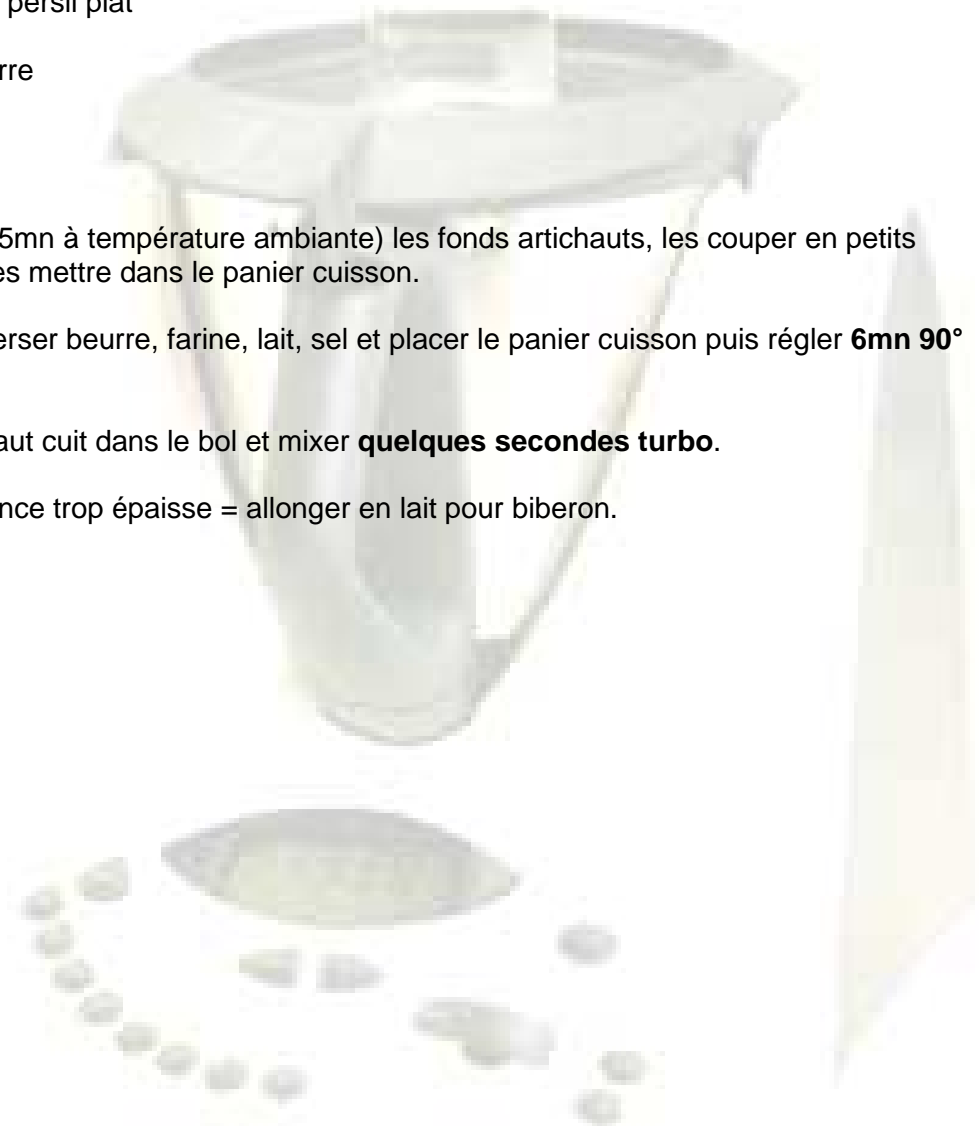 persil plat
rre
5mn à température ambiante) les fonds artichauts, les couper en petits
es mettre dans le panier cuisson.
erser beurre, farine, lait, sel et placer le panier cuisson puis régler 6mn 90°
aut cuit dans le bol et mixer quelques secondes turbo.
nce trop épaisse = allonger en lait pour biberon.